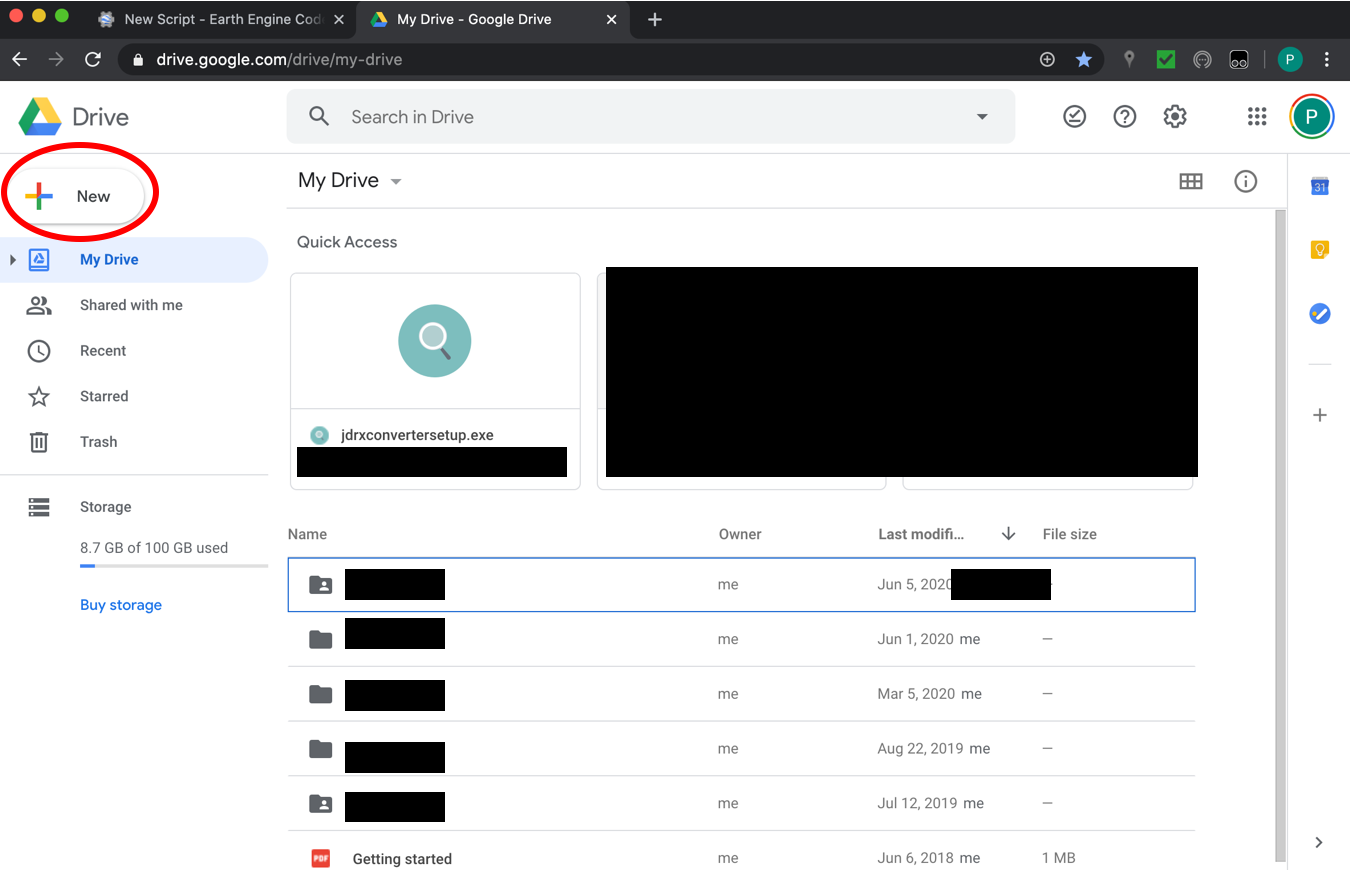 New Script - Earth Engine Cod
My Drive - Google Drive
drive.google.com/drive/my-drive
P
Drive
Search in Drive
P
New
My Drive
31
Quick Access
My Drive
Shared with me
Recent
Starred
Trash
jdrxconvertersetup.exe
Storage
8.7 GB of 100 GB used
Buy storage
Name Owner Last modifi... File size
me Jun 5, 2020
me Jun 1, 2020 me —
me Mar 5, 2020 me —
me Aug 22, 2019 me —
me Jul 12, 2019 me —
PDF Getting started me Jun 6, 2018 me 1 MB